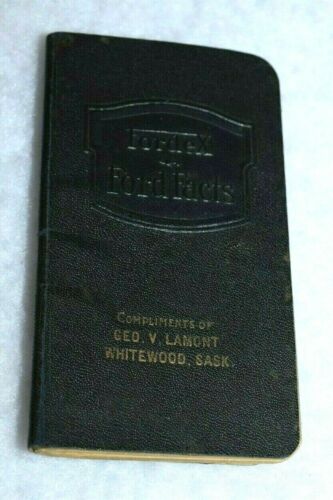 Fordex
Ford Facts
COMPLIMENTS OF
GEO. V. LAMONT
WHITEWOOD, SASK.